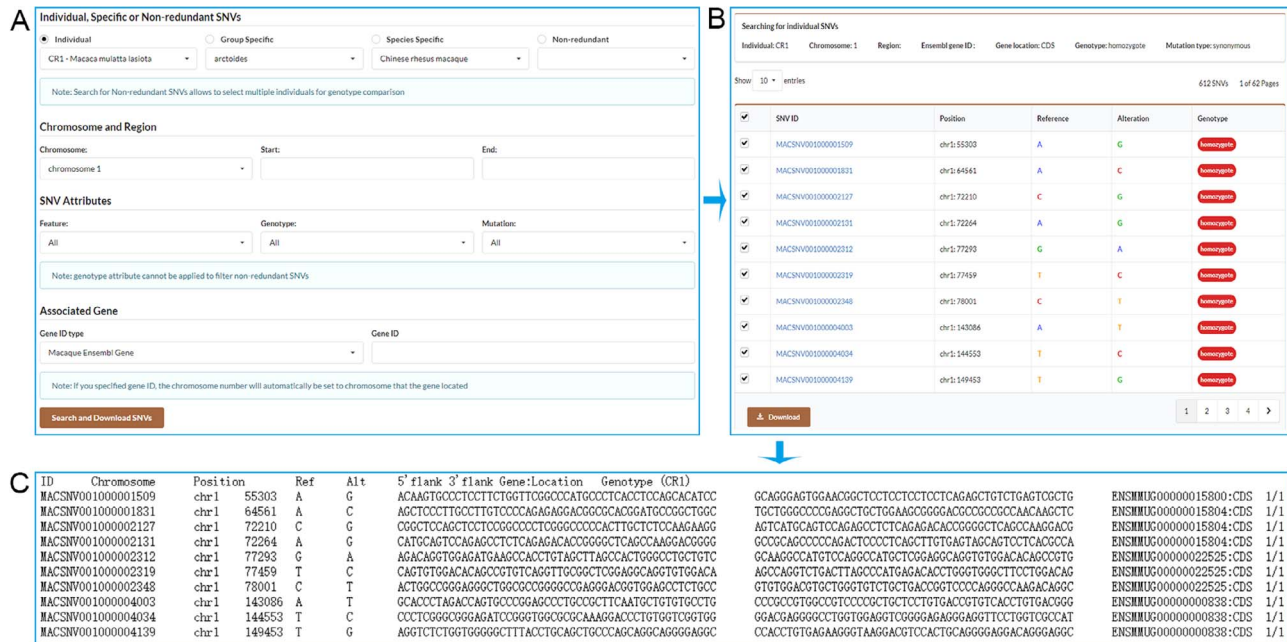 A
Individual, Specific or Non-redundant SNVs
Individual Group Specific Species Specific Non-redundant
CR1 - Macaca mulatta lasiota arctoides Chinese rhesus macaque
Note: Search for Non-redundant SNVs allows to select multiple individuals for genotype comparison
Chromosome and Region
Chromosome: Start: End:
chromosome 1
SNV Attributes
Feature: Genotype: Mutation:
All All All
Note: genotype attribute cannot be applied to filter non-redundant SNVs
Associated Gene
Gene ID type Gene ID
Macaque Ensembl Gene
Note: If you specified gene ID, the chromosome number will automatically be set to chromosome that the gene located
Search and Download SNVs
B
Searching for individual SNVs
Individual: CR1 Chromosome: 1 Region: Ensembl gene ID : Gene location: CDS Genotype: homozygote Mutation type: synonymous
Show 10 entries 612 SNVs 1 of 62 Pages
SNV ID Position Reference Alteration Genotype
MACSNV001000001509 chr1: 55303 A G homozygote
MACSNV001000001831 chr1: 64561 A C homozygote
MACSNV001000002127 chr1: 72210 C G homozygote
MACSNV001000002131 chr1: 72264 A G homozygote
MACSNV001000002312 chr1: 77293 G A homozygote
MACSNV001000002319 chr1: 77459 T C homozygote
MACSNV001000002348 chr1: 78001 C T homozygote
MACSNV001000004003 chr1: 143086 A T homozygote
MACSNV001000004034 chr1: 144553 T C homozygote
MACSNV001000004139 chr1: 149453 T G homozygote
Download 1 2 3 4
C
ID Chromosome Position Ref Alt 5'flank 3'flank Gene:Location Genotype (CR1)
MACSNV001000001509 chr1 55303 A G ACAAGTGCCCTCCTTCTGGTTCGGCCCATGCCCTCACCTCCAGCACATCC GCAGGGAGTGGAACGGCTCCTCCTCCTCCTCAGAGCTGTCTGAGTCGCTG ENSMMUG00000015800:CDS 1/1
MACSNV001000001831 chr1 64561 A C AGCTCCCTTGCCTTGTCCCCAGAGAGGACGGCGCACGGATGCCGGCTGGC TGCTGGGCCCCGAGGCTGCTGGAAGCGGGGACGCCGCCGCCAACAAGCTC ENSMMUG00000015804:CDS 1/1
MACSNV001000002127 chr1 72210 C G CGGCTCCAGCTCCTCCGGCCCCTCGGCCCCCACTTGCTCTCCAAGAAGG AGTCATGCAGTCCAGAGCCTCTCAGAGACACCGGGGCTCAGCCAAGGACG ENSMMUG00000015804:CDS 1/1
MACSNV001000002131 chr1 72264 A G CATGCAGTCCAGAGCCTCTCAGAGACACCGGGGCTCAGCCAAGGACGGGG GCCGCAGCCCCCAGACTCCCCTCAGCTTGTGAGTAGCAGTCCTCACGCCA ENSMMUG00000015804:CDS 1/1
MACSNV001000002312 chr1 77293 G A AGACAGGTGGAGATGAAGCCACCTGTAGCTTAGCCACTGGGCCTGCTGTC GCAAGGCCATGTCCAGGCCATGCTCGGAGGCAGGTGTGGACACAGCCGTG ENSMMUG00000022525:CDS 1/1
MACSNV001000002319 chr1 77459 T C CAGTGTGGACACAGCCGTGTCAGGTTGCCGCTCGGAGGCAGGTGTGGACA AGCCAGGTCTGACTTAGCCCATGAGACACCTGGGTGGGCTTCCTGGACAG ENSMMUG00000022525:CDS 1/1
MACSNV001000002348 chr1 78001 C T ACTGGCCGGGAGGGCTGCGCCGGGGCCGAGGACGGTGGAGCCCTCTGCC GTGTGGACGTGCTGGGTGTCTGCTGACCGGTCCCCAGGGCCAAGACAGGC ENSMMUG00000022525:CDS 1/1
MACSNV001000004003 chr1 143086 A T GCACCCTAGACCAGTGCCCGGAGCCCTGCCGCTTCAATGCTGTGTGCCTG CCCGCCGTGGCCGTCCCCGCTGCTCCTGTGACCGTGTCACCTGTGACGGG ENSMMUG00000000838:CDS 1/1
MACSNV001000004034 chr1 144553 T C CCCTCGGGCGGGAGATCCGGGTGGCGCGCAAAGGACCCTGTGGTCGGTGG GGACGAGGGGCCTGGTGGAGGTCGGGGAGAGGGAGGTTCCTGGTCGCCAT ENSMMUG00000000838:CDS 1/1
MACSNV001000004139 chr1 149453 T G AGGTCTCTGGTGGGGGCTTTACCTGCAGCTGCCCAGCAGGCAGGGGAGGC CCACCTGTGAGAAGGTAAGGACGTCCACTGCAGGGGAGGACAGGGAGGC ENSMMUG00000000838:CDS 1/1